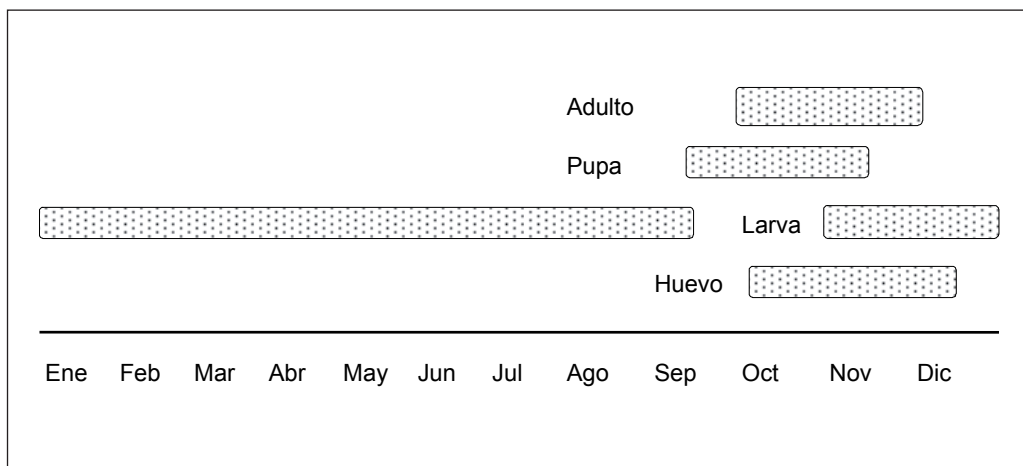 Adulto
Pupa
Larva
Huevo
Ene Feb Mar Abr May Jun Jul Ago Sep Oct Nov Dic